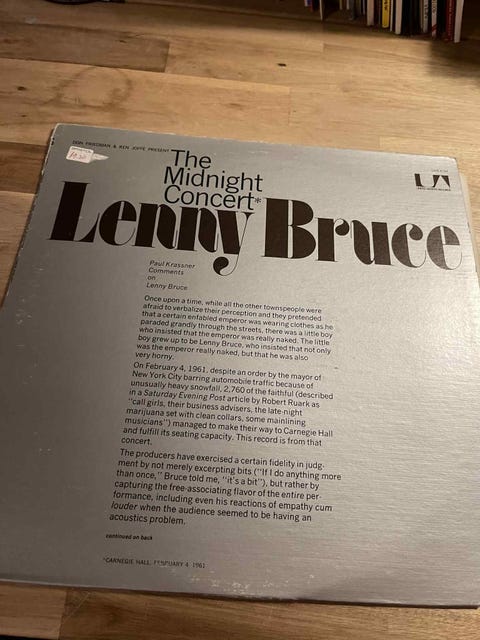 DON FRIEDMAN & KEN JOFFE PRESENT
The
Midnight
Concert*
Lenny Bruce
UA
Paul Krassner
Comments
on
Lenny Bruce
Once upon a time, while all the other townspeople were
afraid to verbalize their perception and they pretended
that a certain enfabled emperor was wearing clothes as he
paraded grandly through the streets, there was a little boy
who insisted that the emperor was really naked. The little
boy grew up to be Lenny Bruce, who insisted that not only
was the emperor really naked, but that he was also
very horny.
On February 4, 1961, despite an order by the mayor of
New York City barring automobile traffic because of
unusually heavy snowfall, 2,760 of the faithful (described
in a Saturday Evening Post article by Robert Ruark as
"call girls, their business advisers, the late-night
marijuana set with clean collars, some mainlining
musicians") managed to make their way to Carnegie Hall
and fulfill its seating capacity. This record is from that
concert.
The producers have exercised a certain fidelity in judg-
ment by not merely excerpting bits ("If I do anything more
than once," Bruce told me, "it's a bit"), but rather by
capturing the free-associating flavor of the entire per-
formance, including even his reactions of empathy cum
louder when the audience seemed to be having an
acoustics problem.
continued on back
*CARNEGIE HALL, FEBRUARY 4, 1961